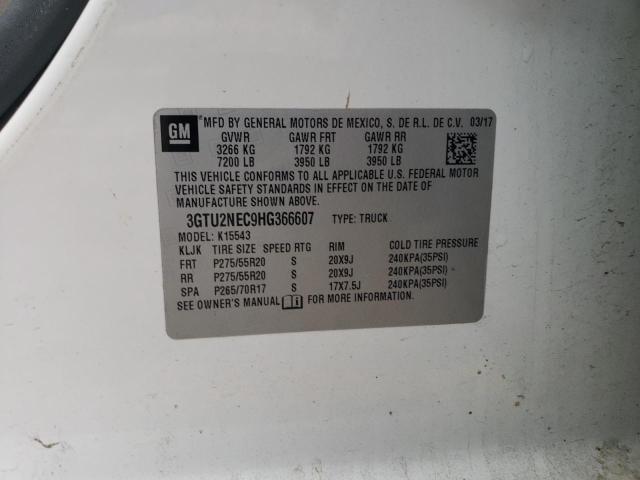 GM
MFD BY GENERAL MOTORS DE MEXICO, S. DE R.L. DE C.V. 03/17
GVWR GAWR FRT GAWR RR
3266 KG 1792 KG 1792 KG
7200 LB 3950 LB 3950 LB
THIS VEHICLE CONFORMS TO ALL APPLICABLE U.S. FEDERAL MOTOR
VEHICLE SAFETY STANDARDS IN EFFECT ON THE DATE OF
MANUFACTURE SHOWN ABOVE.
3GTU2NEC9HG366607 TYPE: TRUCK
MODEL: K15543
KLJK TIRE SIZE SPEED RTG RIM COLD TIRE PRESSURE
FRT P275/55R20 S 20X9J 240KPA(35PSI)
RR P275/55R20 S 20X9J 240KPA(35PSI)
SPA P265/70R17 S 17X7.5J 240KPA(35PSI)
SEE OWNER'S MANUAL FOR MORE INFORMATION.